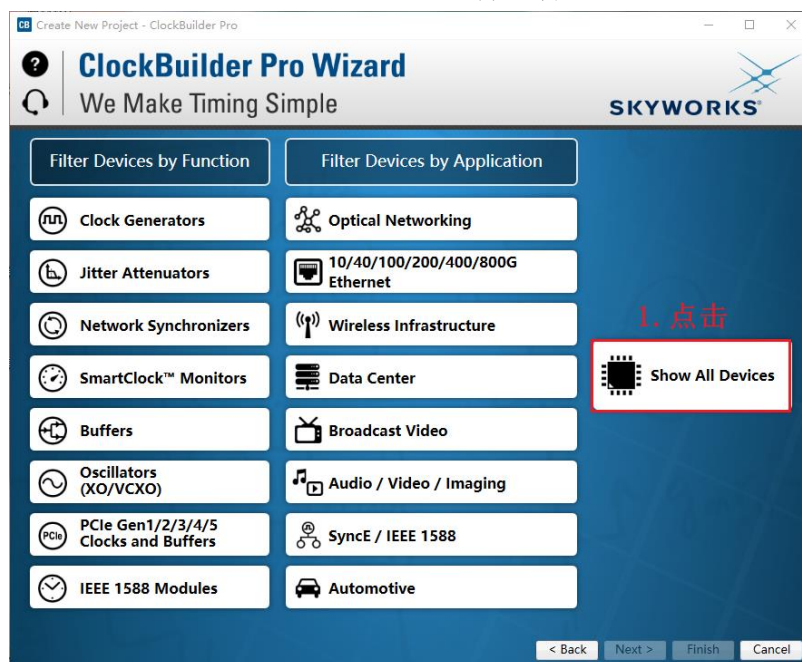 CB Create New Project - ClockBuilder Pro
ClockBuilder Pro Wizard
We Make Timing Simple
SKYWORKS®
Filter Devices by Function
Filter Devices by Application
Clock Generators
Jitter Attenuators
Network Synchronizers
SmartClock™ Monitors
Buffers
Oscillators
(XO/VCXO)
PCIe
PCIe Gen1/2/3/4/5
Clocks and Buffers
IEEE 1588 Modules
Optical Networking
10/40/100/200/400/800G
Ethernet
Wireless Infrastructure
Data Center
Broadcast Video
Audio / Video / Imaging
SyncE / IEEE 1588
Automotive
1. 点击
Show All Devices
< Back Next > Finish Cancel